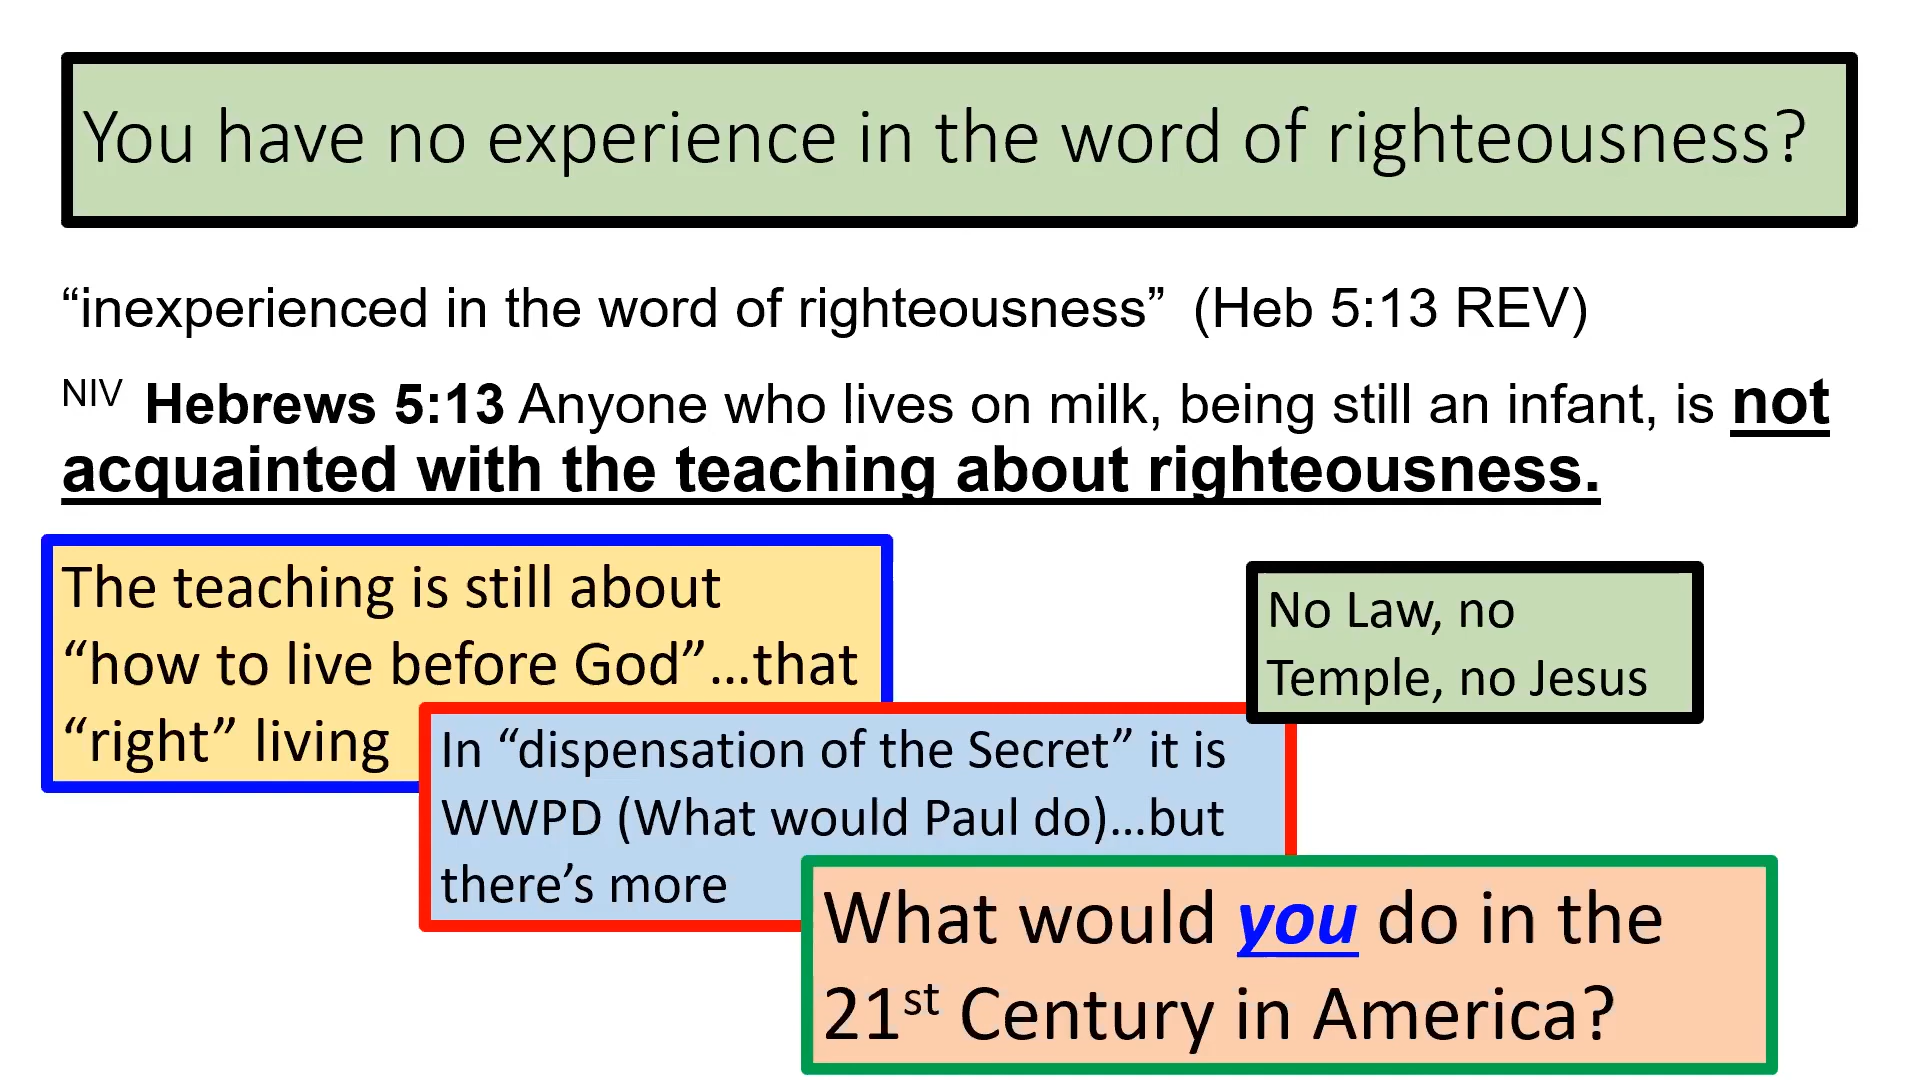 You have no experience in the word of righteousness?
“inexperienced in the word of righteousness” (Heb 5:13 REV)
NIV Hebrews 5:13 Anyone who lives on milk, being still an infant, is not
acquainted with the teaching about righteousness.
The teaching is still about
“how to live before God”...that
“right” living
No Law, no
Temple, no Jesus
In “dispensation of the Secret” it is
WWPD (What would Paul do)...but
there’s more
What would you do in the
21st Century in America?